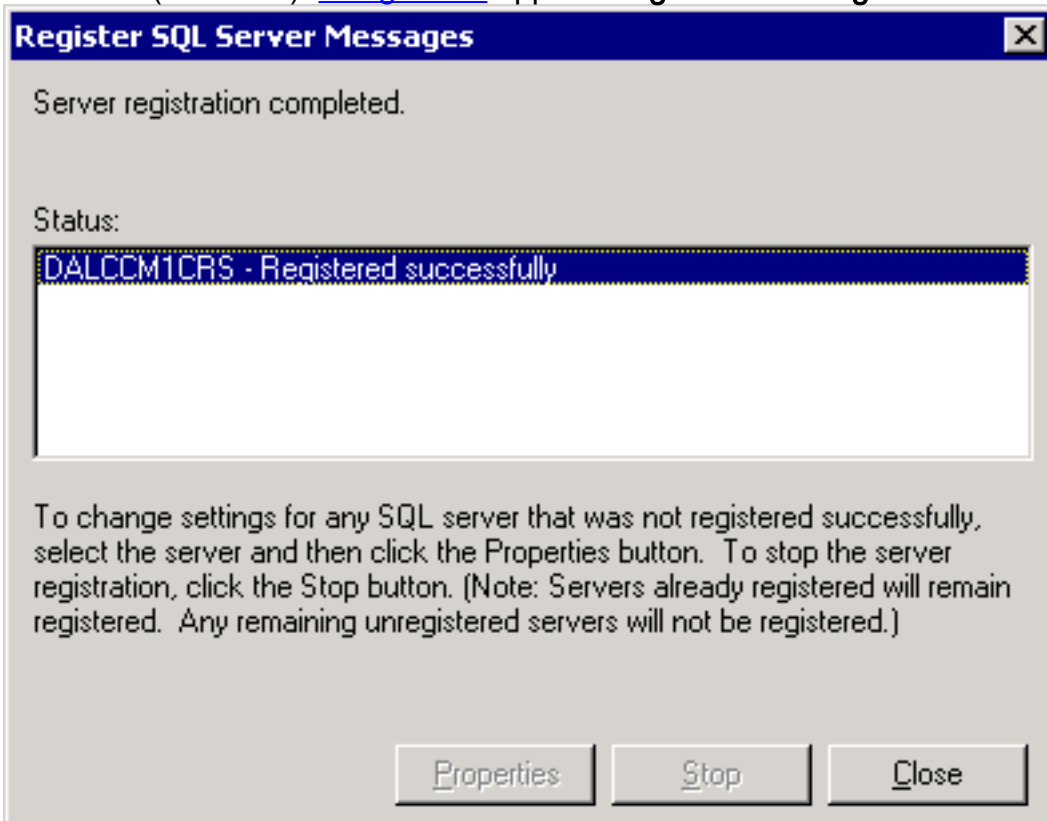 Register SQL Server Messages
Server registration completed.
Status:
DALCCM1CRS - Registered successfully
To change settings for any SQL server that was not registered successfully,
select the server and then click the Properties button. To stop the server
registration, click the Stop button. (Note: Servers already registered will remain
registered. Any remaining unregistered servers will not be registered.)
Properties Stop Close